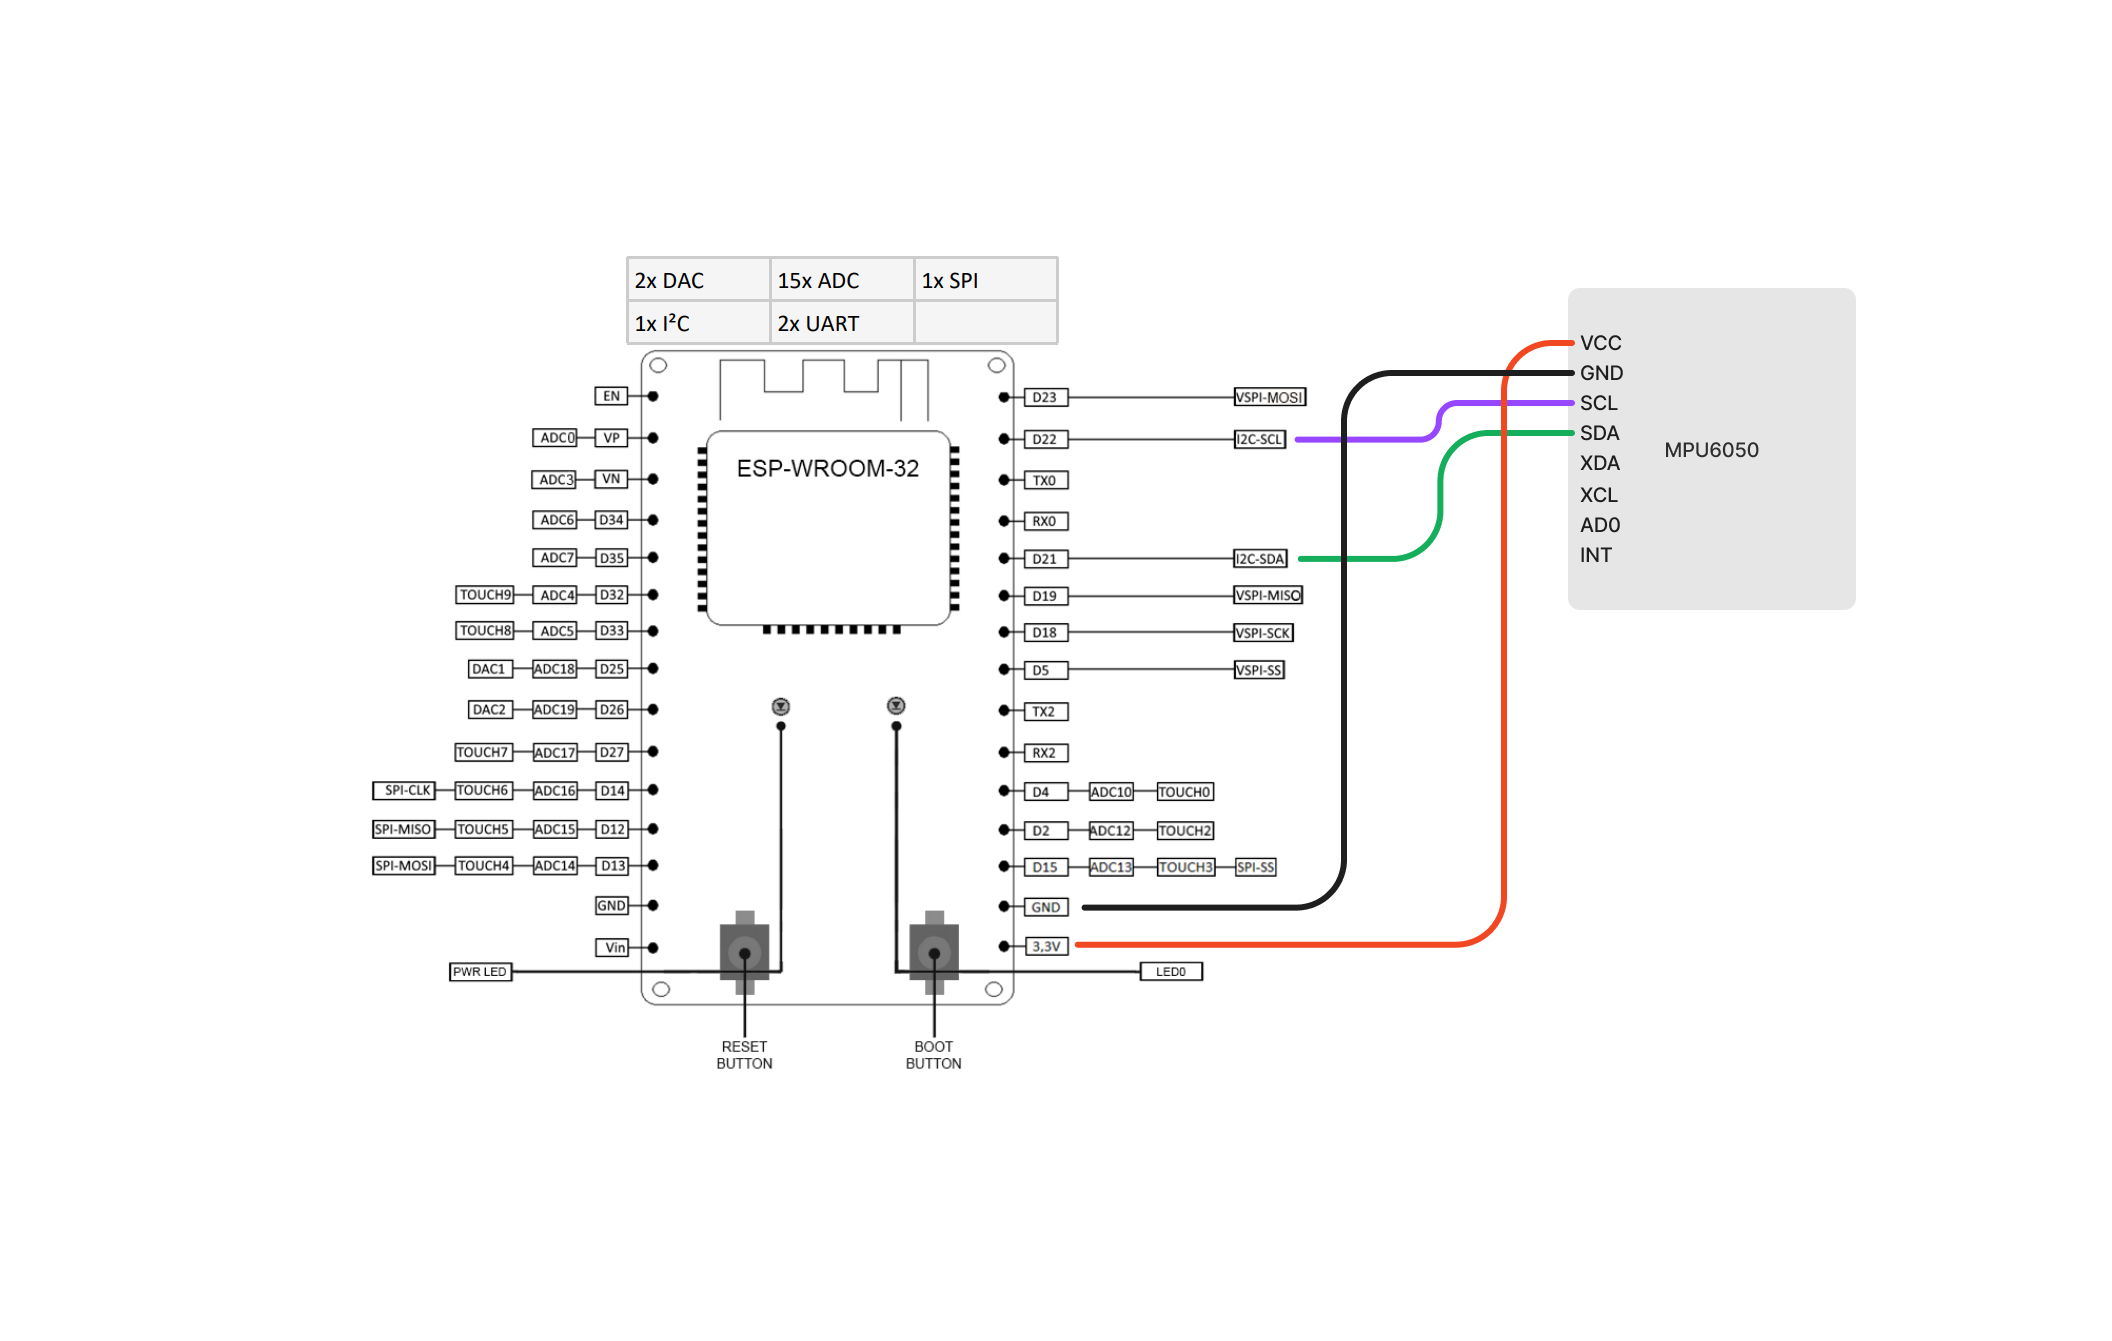 2x DAC 15x ADC 1x SPI
1x I²C 2x UART
ESP-WROOM-32
EN
ADC0 VP
ADC3 VN
ADC6 D34
ADC7 D35
TOUCH9 ADC4 D32
TOUCH8 ADC5 D33
DAC1 ADC18 D25
DAC2 ADC19 D26
TOUCH7 ADC17 D27
SPI-CLK TOUCH6 ADC16 D14
SPI-MISO TOUCH5 ADC15 D12
SPI-MOSI TOUCH4 ADC14 D13
GND
Vin
PWR LED
D23 VSPI-MOSI
D22 I2C-SCL
TX0
RX0
D21 I2C-SDA
D19 VSPI-MISO
D18 VSPI-SCK
D5 VSPI-SS
TX2
RX2
D4 ADC10 TOUCH0
D2 ADC12 TOUCH2
D15 ADC13 TOUCH3 SPI-SS
GND
3,3V
LED0
RESET
BUTTON
BOOT
BUTTON
VCC
GND
SCL
SDA
XDA
XCL
AD0
INT
MPU6050